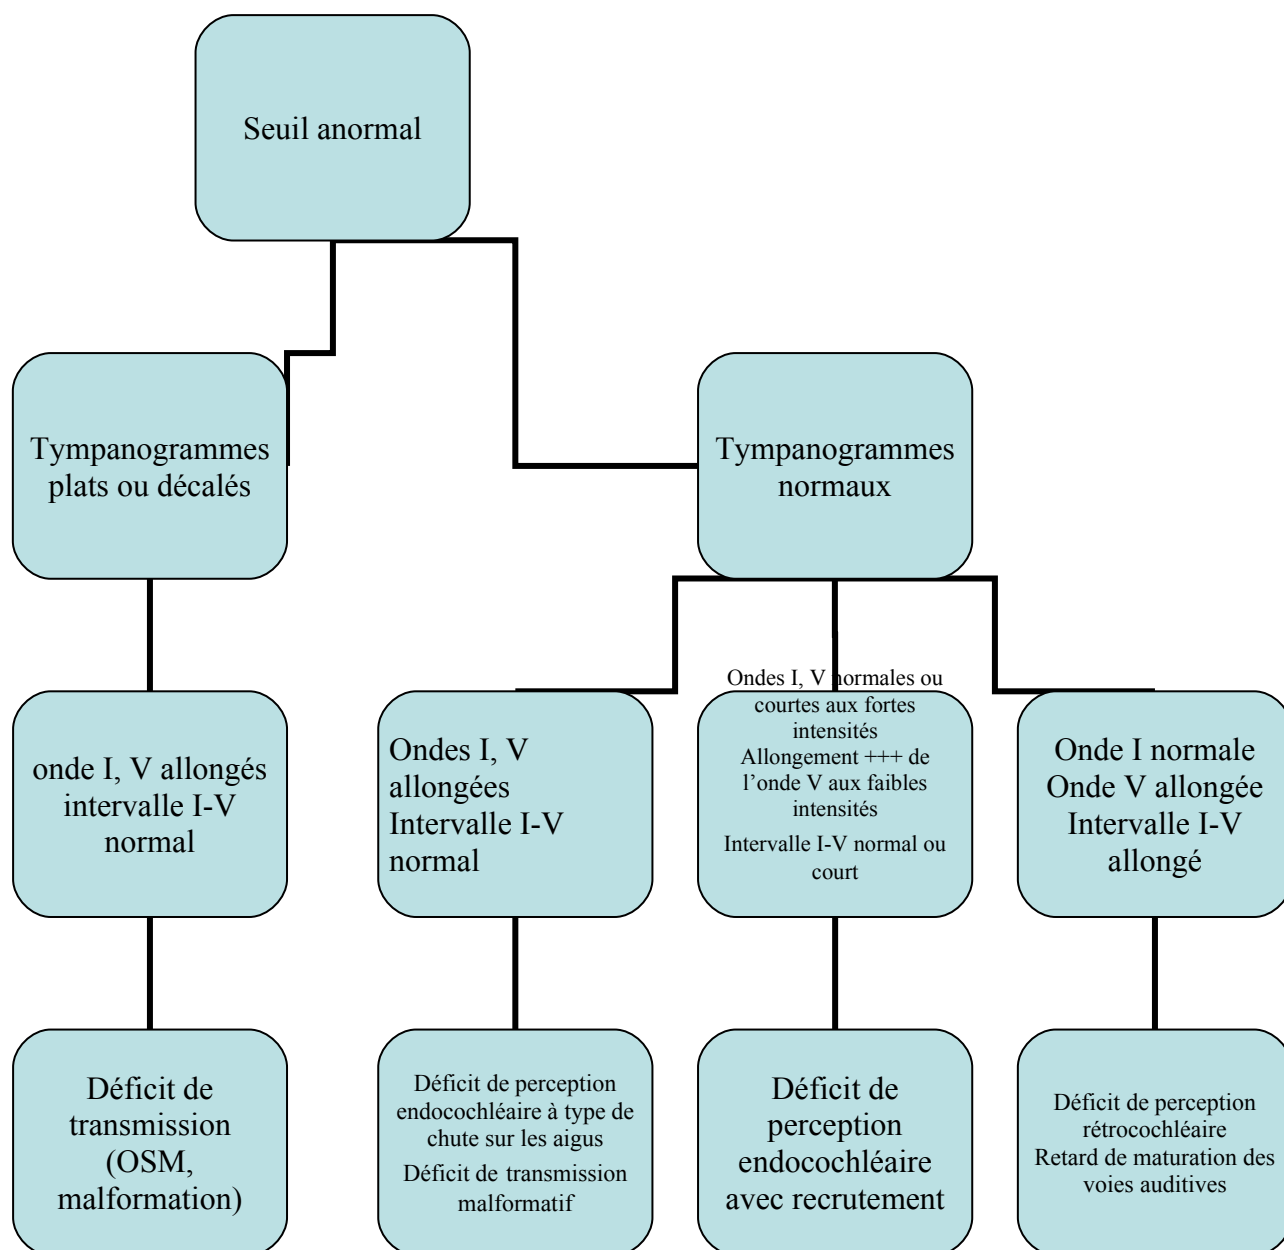 Seuil anormal
Tympanogrammes
plats ou décalés
Tympanogrammes
normaux
onde I, V allongés
intervalle I-V
normal
Ondes I, V
allongées
Intervalle I-V
normal
Ondes I, V normales ou
courtes aux fortes
intensités
Allongement +++ de
l’onde V aux faibles
intensités
Intervalle I-V normal ou
court
Onde I normale
Onde V allongée
Intervalle I-V
allongé
Déficit de
transmission
(OSM,
malformation)
Déficit de perception
endocochléaire à type de
chute sur les aigus
Déficit de transmission
malformatif
Déficit de
perception
endocochléaire
avec recrutement
Déficit de perception
rétrocochléaire
Retard de maturation des
voies auditives